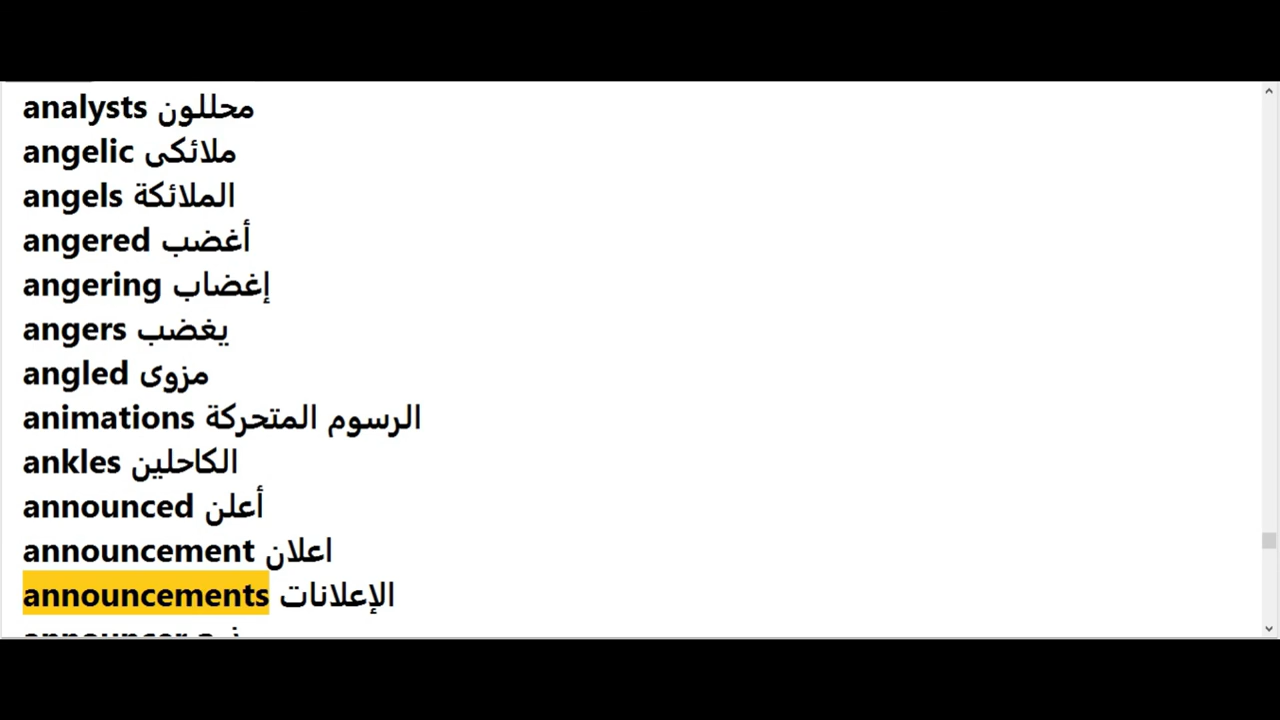 analysts محللون
angelic ملائكى
angels الملائكة
angered أغضب
angering إغضاب
angers يغضب
angled مزوى
animations الرسوم المتحركة
ankles الكاحلين
announced أعلن
announcement اعلان
announcements الإعلانات